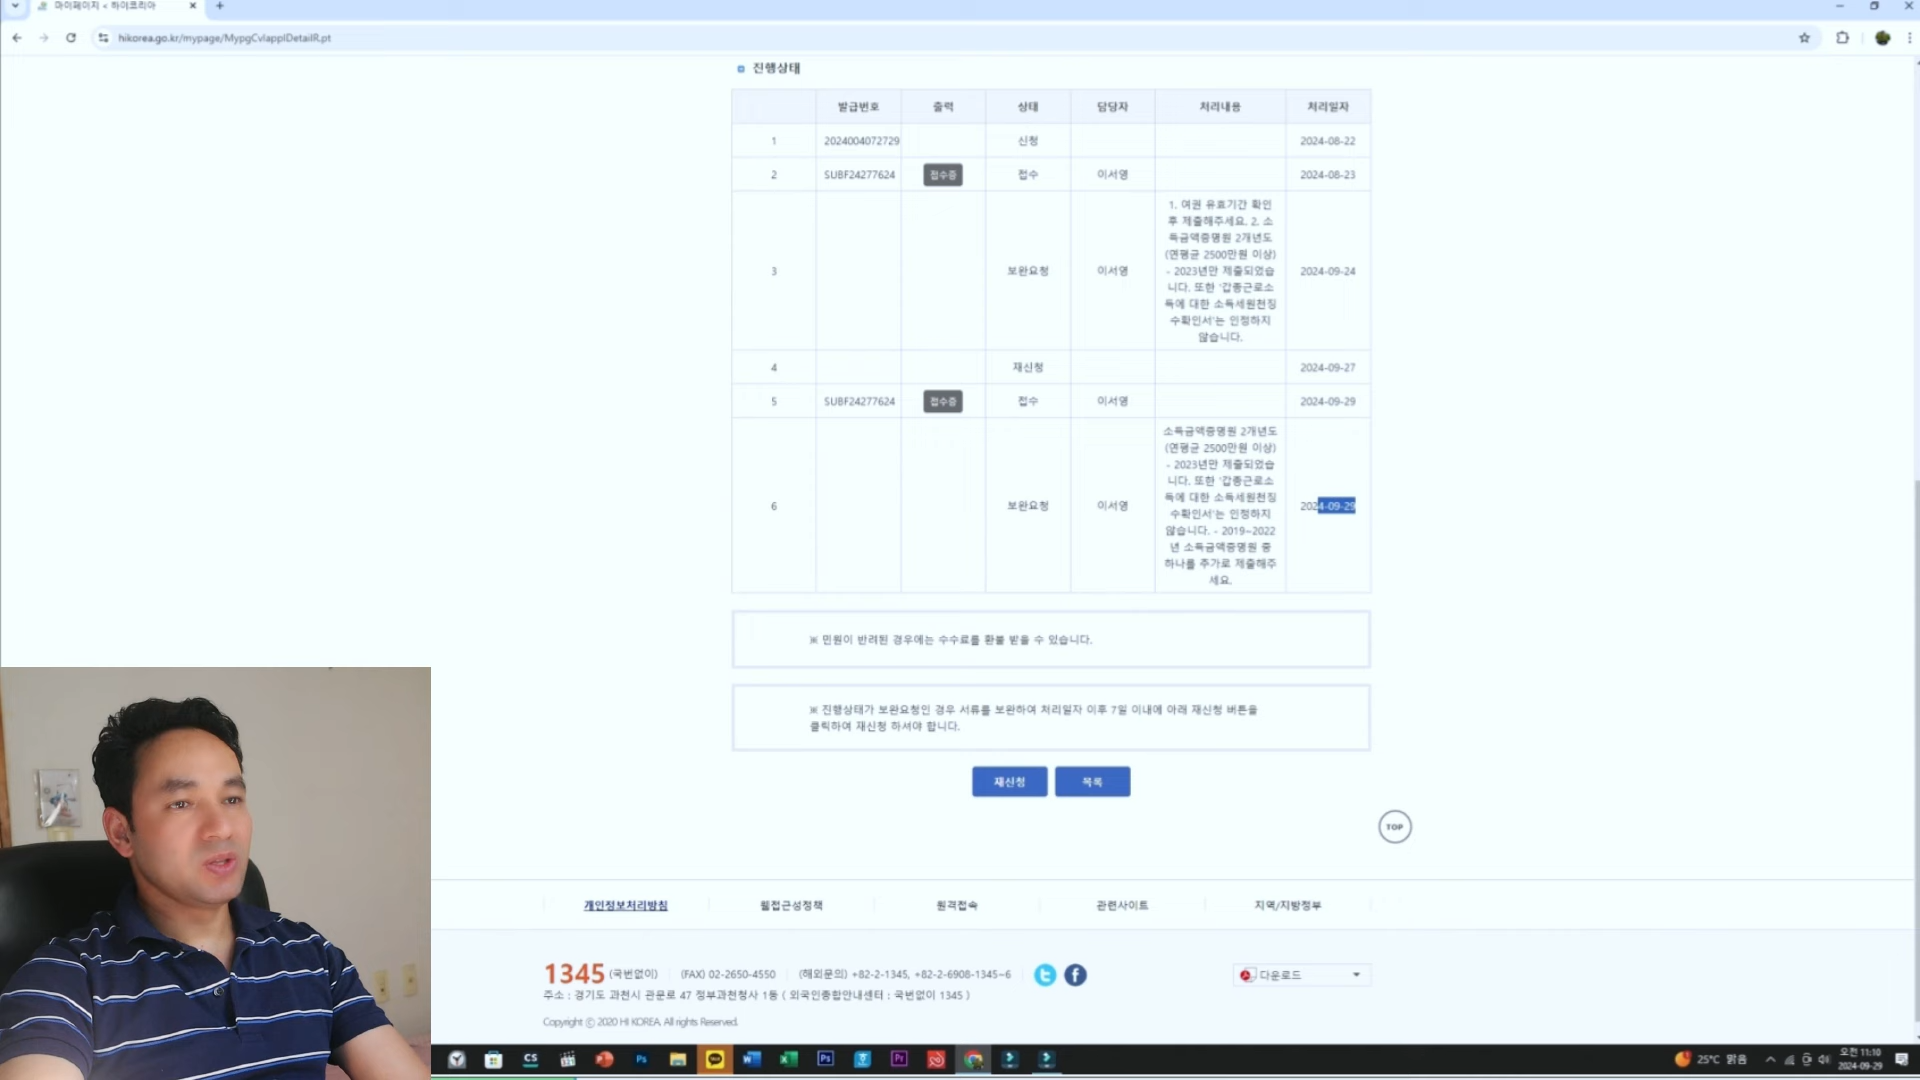 마이페이지 < 하이코리아
hikorea.go.kr/mypage/MypgCvlapplDetailR.pt
진행상태
발급번호 출력 상태 담당자 처리내용 처리일자
1 2024004072729 신청 2024-08-22
2 SUBF24277624 접수증 접수 이서영 2024-08-23
1. 여권 유효기간 확인
후 제출해주세요. 2. 소
득금액증명원 2개년도
(연평균 2500만원 이상)
3 보완요청 이서영 - 2023년만 제출되었습 2024-09-24
니다. 또한 '갑종근로소
득에 대한 소득세원천징
수확인서'는 인정하지
않습니다.
4 재신청 2024-09-27
5 SUBF24277624 접수증 접수 이서영 2024-09-29
소득금액증명원 2개년도
(연평균 2500만원 이상)
- 2023년만 제출되었습
니다. 또한 '갑종근로소
득에 대한 소득세원천징
6 보완요청 이서영 수확인서'는 인정하지 2024-09-29
않습니다. - 2019~2022
년 소득금액증명원 중
하나를 추가로 제출해주
세요.
※ 민원이 반려된 경우에는 수수료를 환불 받을 수 있습니다.
※ 진행상태가 보완요청인 경우 서류를 보완하여 처리일자 이후 7일 이내에 아래 재신청 버튼을
클릭하여 재신청 하셔야 합니다.
재신청 목록
TOP
개인정보처리방침 웹접근성정책 원격접속 관련사이트 지역/지방정부
1345 (국번없이) (FAX) 02-2650-4550 (해외문의) +82-2-1345, +82-2-6908-1345~6 다운로드
주소 : 경기도 과천시 관문로 47 정부과천청사 1동 ( 외국인종합안내센터 : 국번없이 1345 )
Copyright ⓒ 2020 HI KOREA. All rights Reserved.
CS
Ps
Ps
Pr
25°C 맑음
오전 11:10
2024-09-29